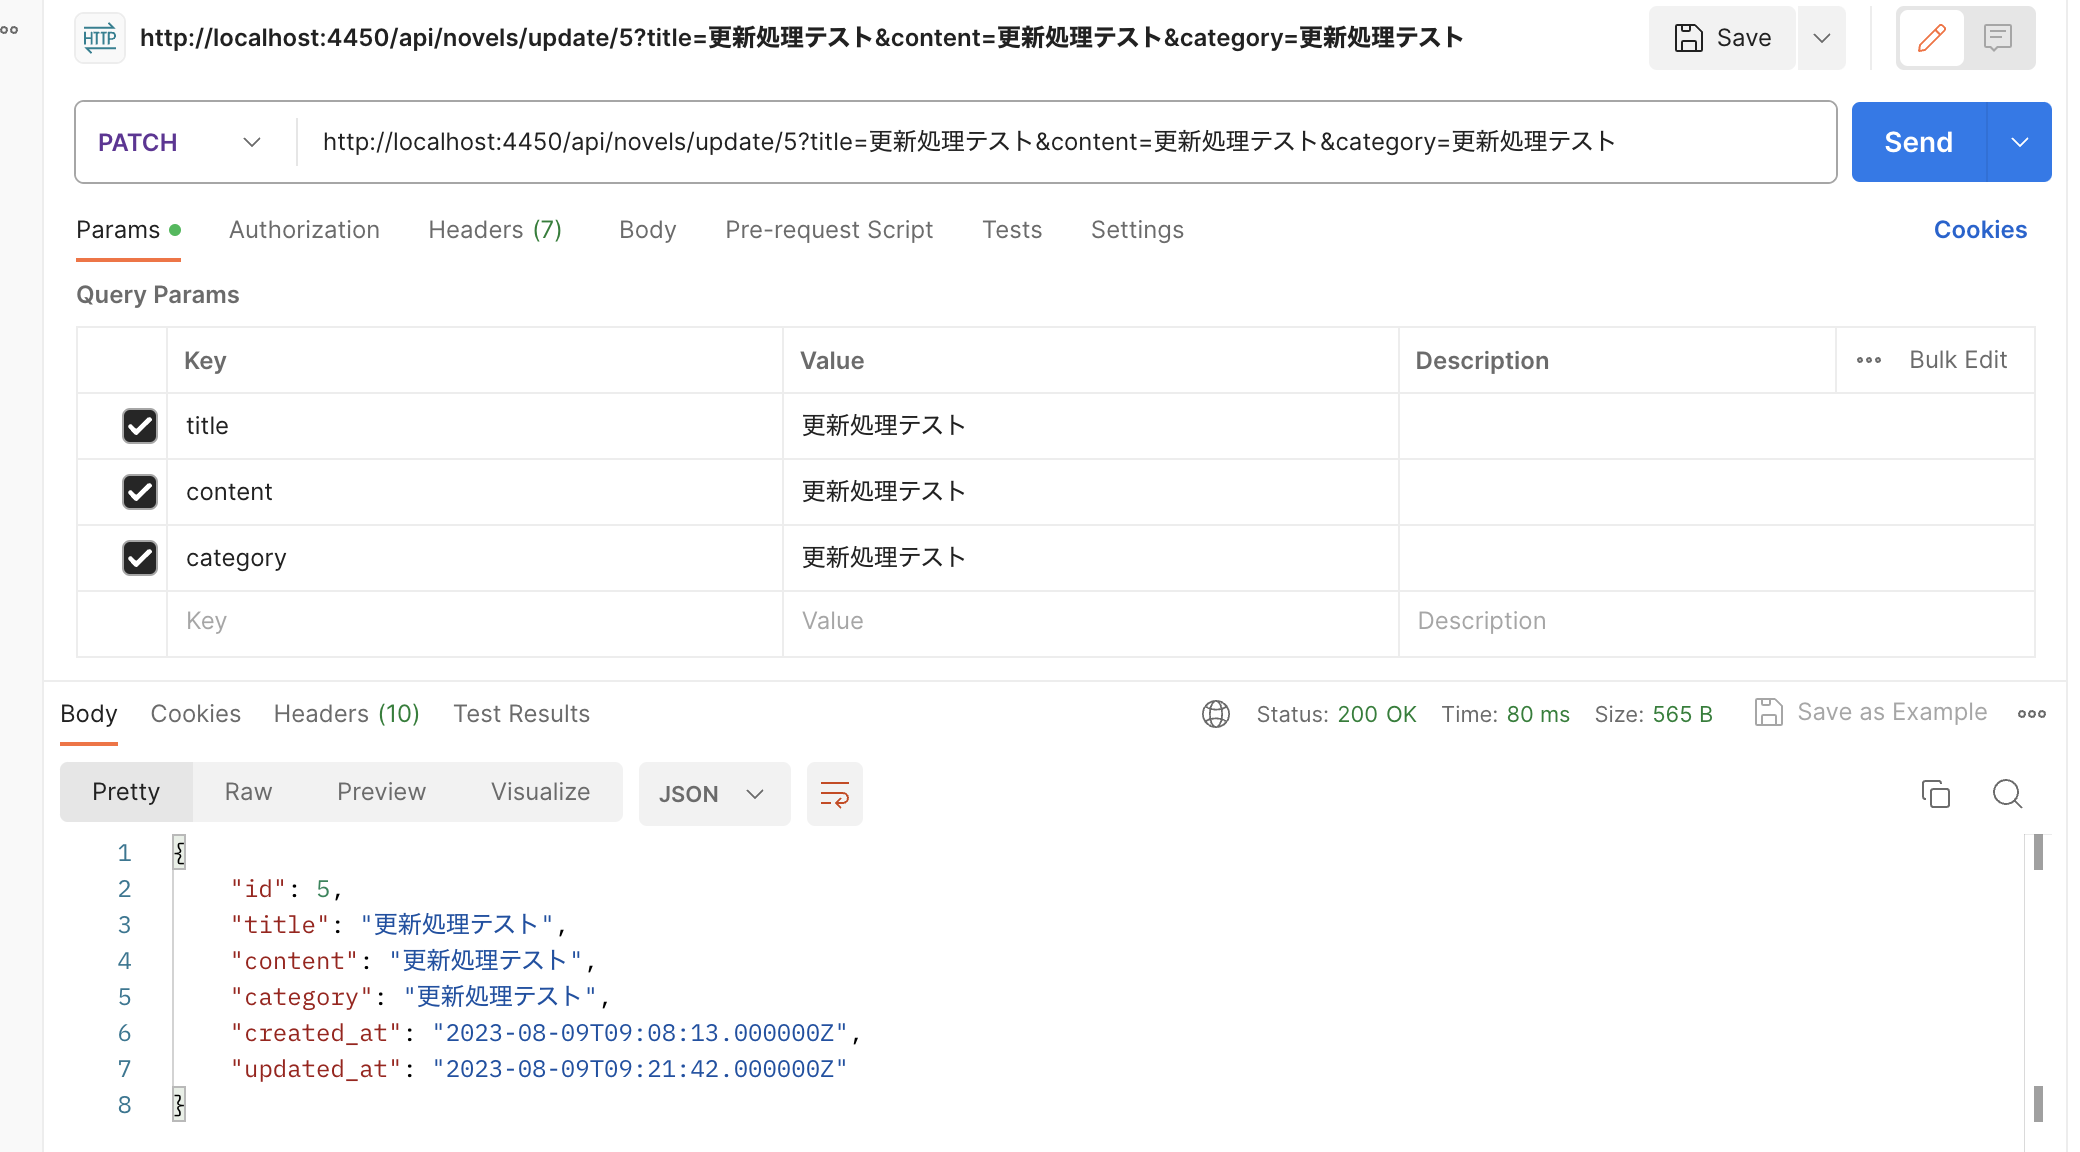 HTTP http://localhost:4450/api/novels/update/5?title=更新処理テスト&content=更新処理テスト&category=更新処理テスト Save
PATCH http://localhost:4450/api/novels/update/5?title=更新処理テスト&content=更新処理テスト&category=更新処理テスト Send
Params Authorization Headers (7) Body Pre-request Script Tests Settings Cookies
Query Params
Key Value Description Bulk Edit
title 更新処理テスト
content 更新処理テスト
category 更新処理テスト
Key Value Description
Body Cookies Headers (10) Test Results Status: 200 OK Time: 80 ms Size: 565 B Save as Example
Pretty Raw Preview Visualize JSON
1 {
2 "id": 5,
3 "title": "更新処理テスト",
4 "content": "更新処理テスト",
5 "category": "更新処理テスト",
6 "created_at": "2023-08-09T09:08:13.000000Z",
7 "updated_at": "2023-08-09T09:21:42.000000Z"
8 }